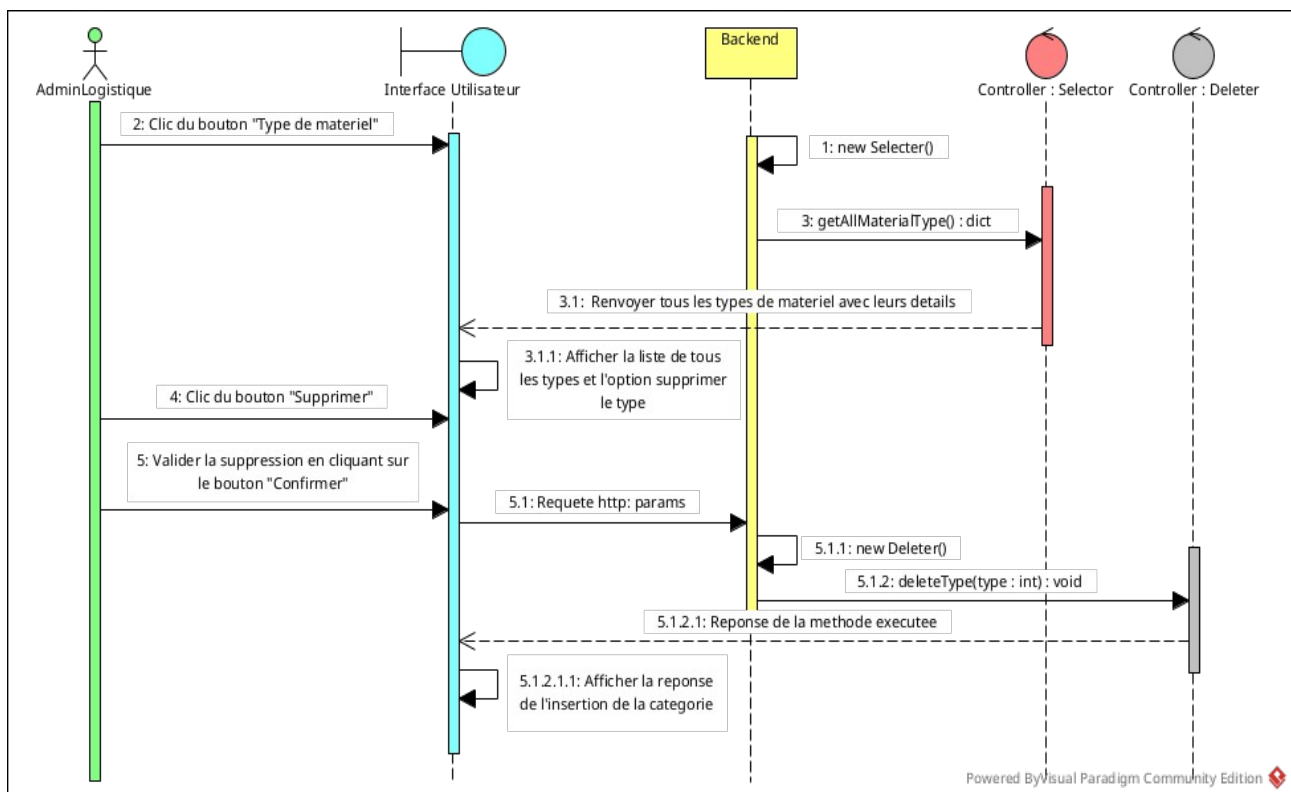 Backend
AdminLogistique
Interface Utilisateur
Controller : Selector
Controller : Deleter
2: Clic du bouton "Type de materiel"
1: new Selecter()
3: getAllMaterialType() : dict
3.1: Renvoyer tous les types de materiel avec leurs details
3.1.1: Afficher la liste de tous
les types et l'option supprimer
le type
4: Clic du bouton "Supprimer"
5: Valider la suppression en cliquant sur
le bouton "Confirmer"
5.1: Requete http: params
5.1.1: new Deleter()
5.1.2: deleteType(type : int) : void
5.1.2.1: Reponse de la methode executee
5.1.2.1.1: Afficher la reponse
de l'insertion de la categorie
Powered ByVisual Paradigm Community Edition